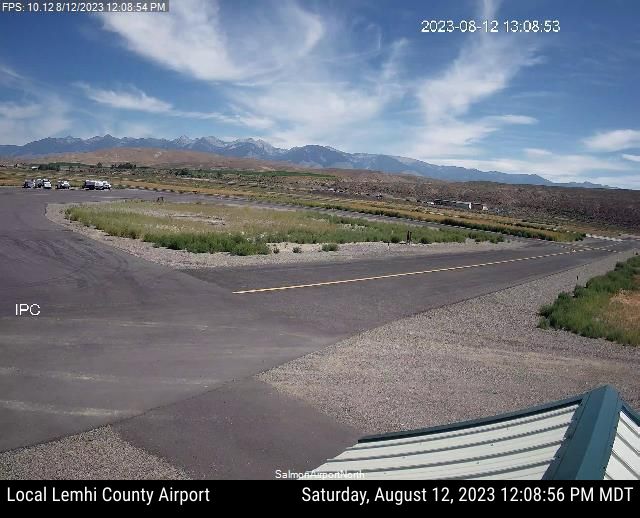 FPS: 10.12 8/12/2023 12:08:54 PM
2023-08-12 13:08:53
IPC
SalmonAirportNorth
Local Lemhi County Airport
Saturday, August 12, 2023 12:08:56 PM MDT